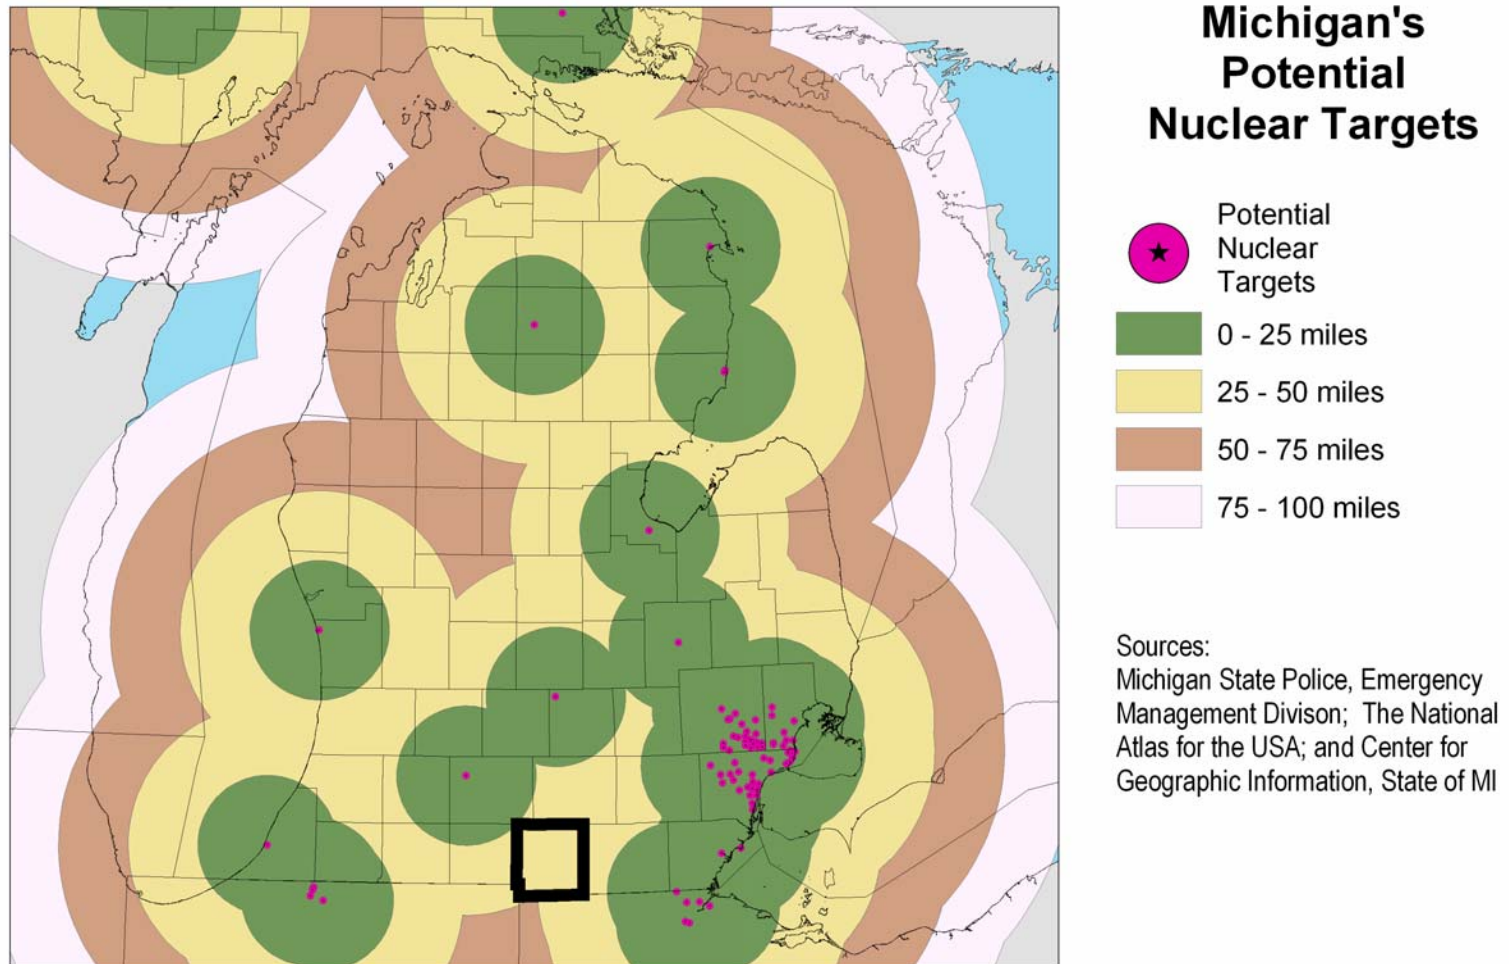 Michigan's
Potential
Nuclear Targets
Potential
Nuclear
Targets
0 - 25 miles
25 - 50 miles
50 - 75 miles
75 - 100 miles
Sources:
Michigan State Police, Emergency
Management Divison; The National
Atlas for the USA; and Center for
Geographic Information, State of MI